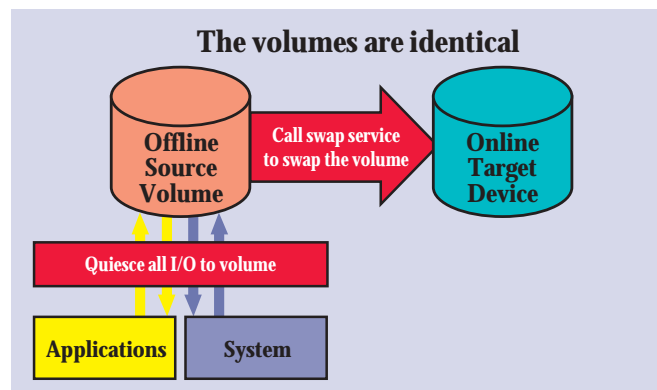 The volumes are identical
Offline
Source
Volume
Call swap service
to swap the volume
Online
Target
Device
Quiesce all I/O to volume
Applications
System